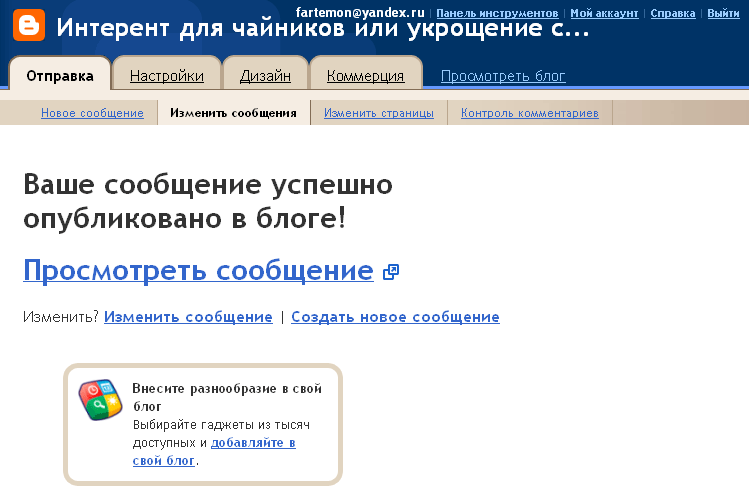 fartemon@yandex.ru | Панель инструментов | Мой аккаунт | Справка | Выйти
Интерент для чайников или укрощение с...
Отправка Настройки Дизайн Коммерция Просмотреть блог
Новое сообщение Изменить сообщения Изменить страницы Контроль комментариев
Ваше сообщение успешно
опубликовано в блоге!
Просмотреть сообщение
Изменить? Изменить сообщение | Создать новое сообщение
Внесите разнообразие в свой
блог
Выбирайте гаджеты из тысяч
доступных и добавляйте в
свой блог.